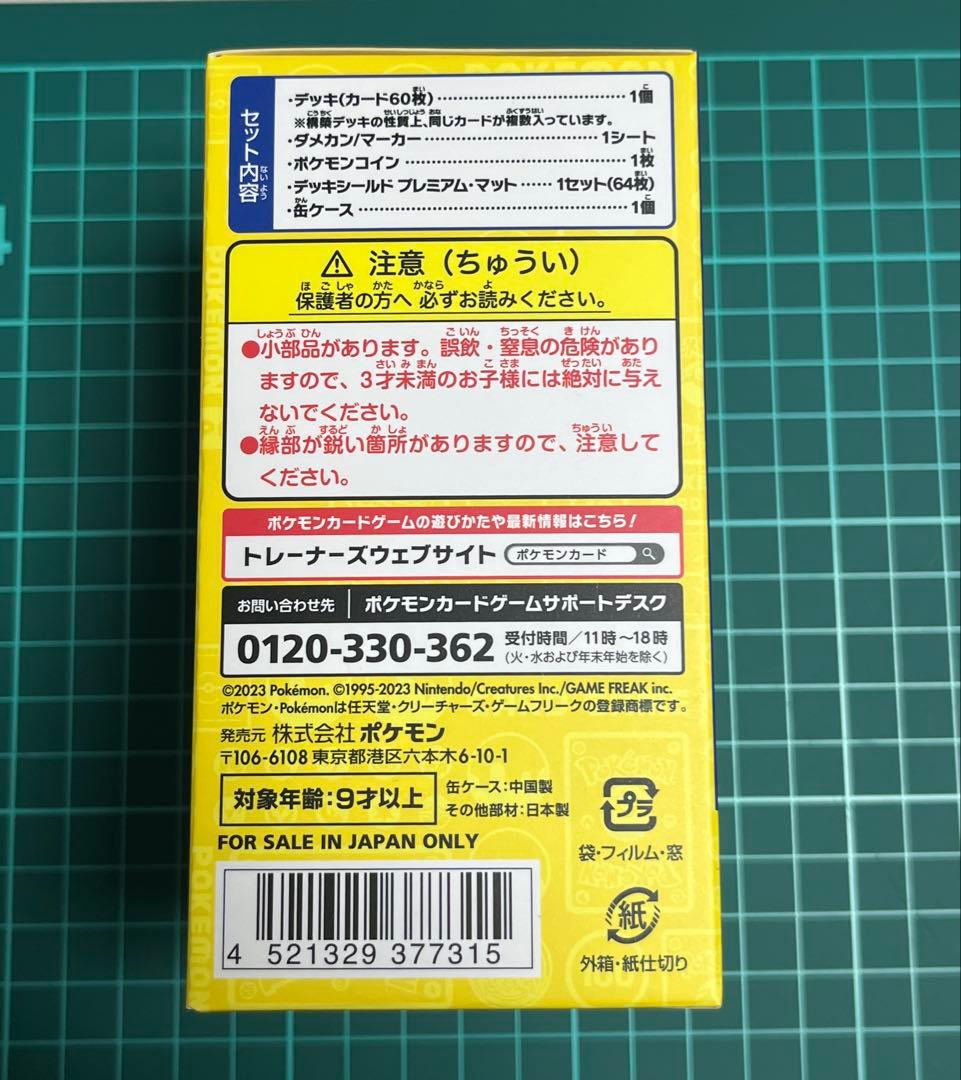 セット内容
・デッキ(カード60枚)……………………………1個
※構築デッキの性質上、同じカードが複数入っています。
・ダメカン/マーカー……………………………1シート
・ポケモンコイン……………………………1枚
・デッキシールド プレミアム・マット……1セット(64枚)
・缶ケース……………………………1個
⚠ 注意（ちゅうい）
保護者の方へ 必ずお読みください。
●小部品があります。誤飲・窒息の危険があり
ますので、3才未満のお子様には絶対に与え
ないでください。
●縁部が鋭い箇所がありますので、注意して
ください。
ポケモンカードゲームの遊びかたや最新情報はこちら!
トレーナーズウェブサイト ポケモンカード
お問い合わせ先 ポケモンカードゲームサポートデスク
0120-330-362 受付時間/11時〜18時
(火・水および年末年始を除く)
©2023 Pokémon. ©1995-2023 Nintendo/Creatures Inc./GAME FREAK inc.
ポケモン・Pokémonは任天堂・クリーチャーズ・ゲームフリークの登録商標です。
発売元 株式会社ポケモン
〒106-6108 東京都港区六本木6-10-1
対象年齢:9才以上
缶ケース:中国製
その他部材:日本製
FOR SALE IN JAPAN ONLY
4 521329 377315
プラ
袋・フィルム・窓
紙
外箱・紙仕切り
POKEMON
POKEMON
POKEMON